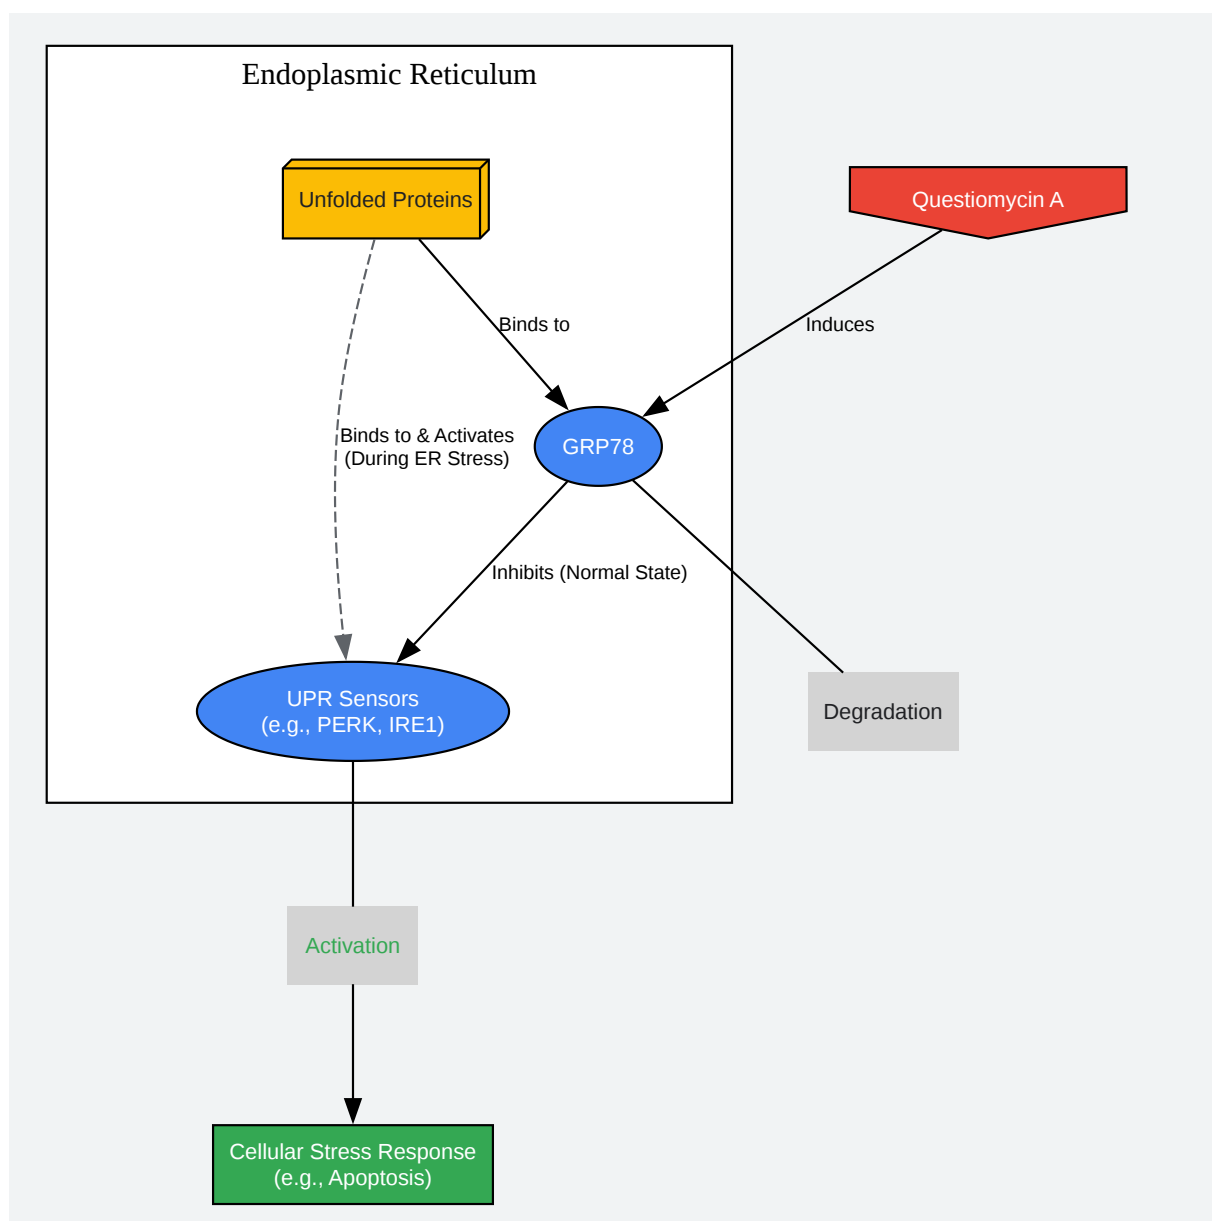 Endoplasmic Reticulum
Unfolded Proteins
Questiomycin A
Binds to
Induces
Binds to & Activates
(During ER Stress)
GRP78
Inhibits (Normal State)
UPR Sensors
(e.g., PERK, IRE1)
Degradation
Activation
Cellular Stress Response
(e.g., Apoptosis)